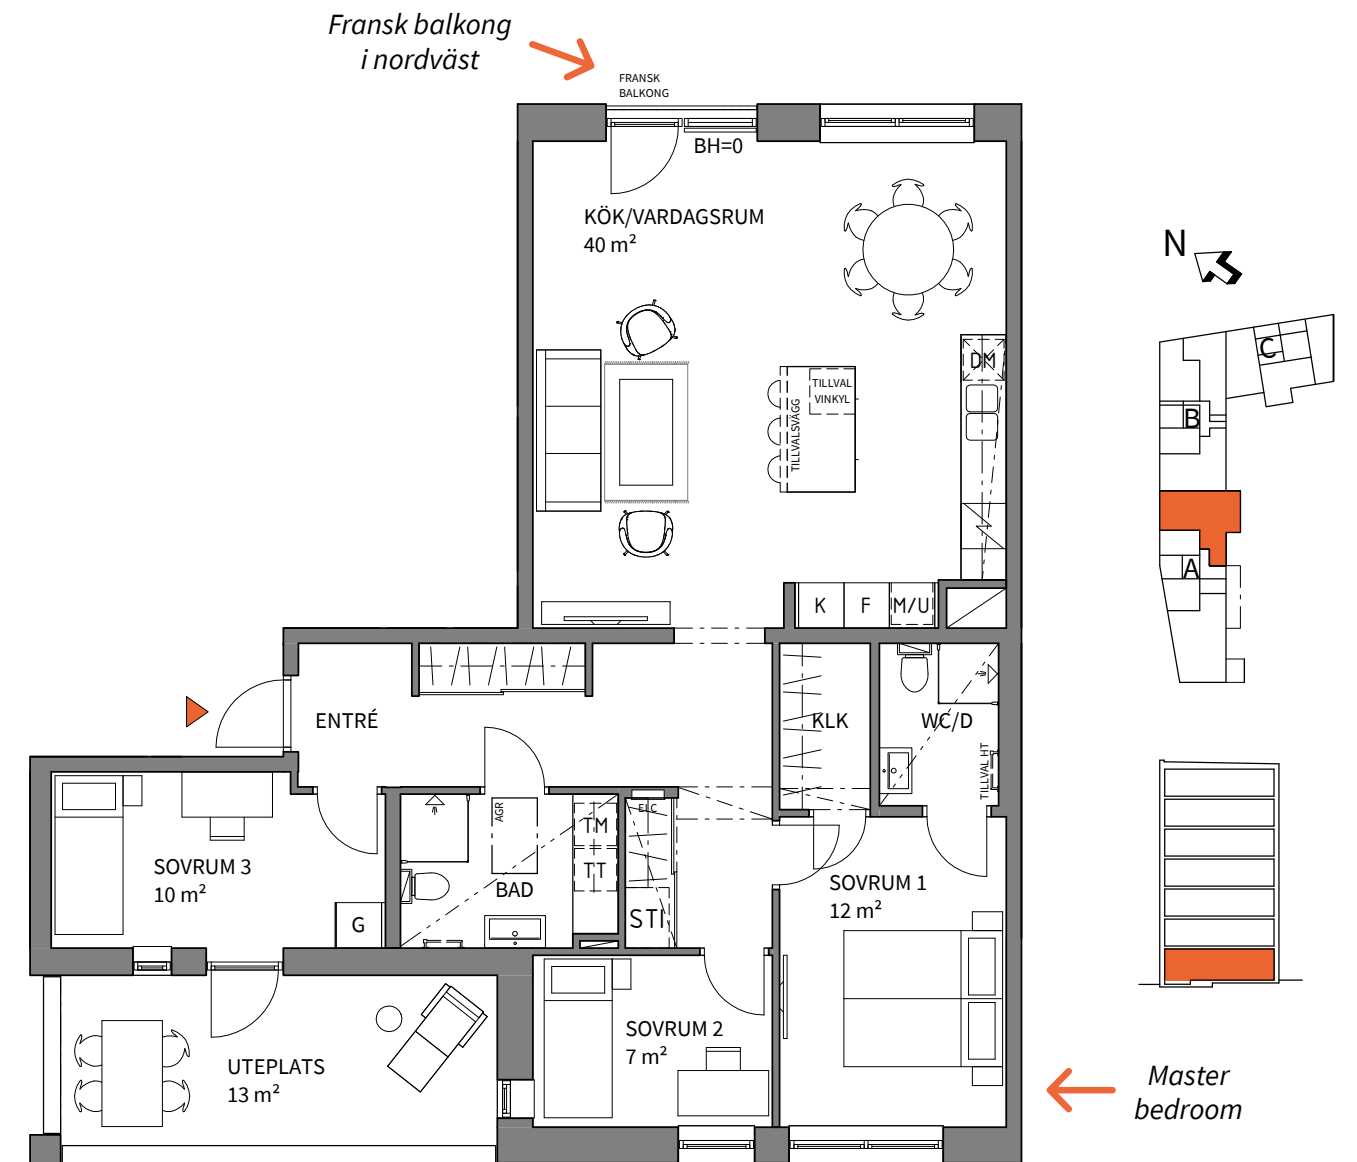 Fransk balkong
i nordväst
FRANSK
BALKONG
BH=0
KÖK/VARDAGSRUM
40 m²
N
C
B
A
DM
TILLVAL
VINKYL
TILLVALSVÄGG
K
F
M/U
ENTRÉ
KLK
WC/D
TILLVAL HT
ELC
AGR
TM
TT
BAD
STI
SOVRUM 3
10 m²
G
SOVRUM 1
12 m²
SOVRUM 2
7 m²
UTEPLATS
13 m²
Master
bedroom